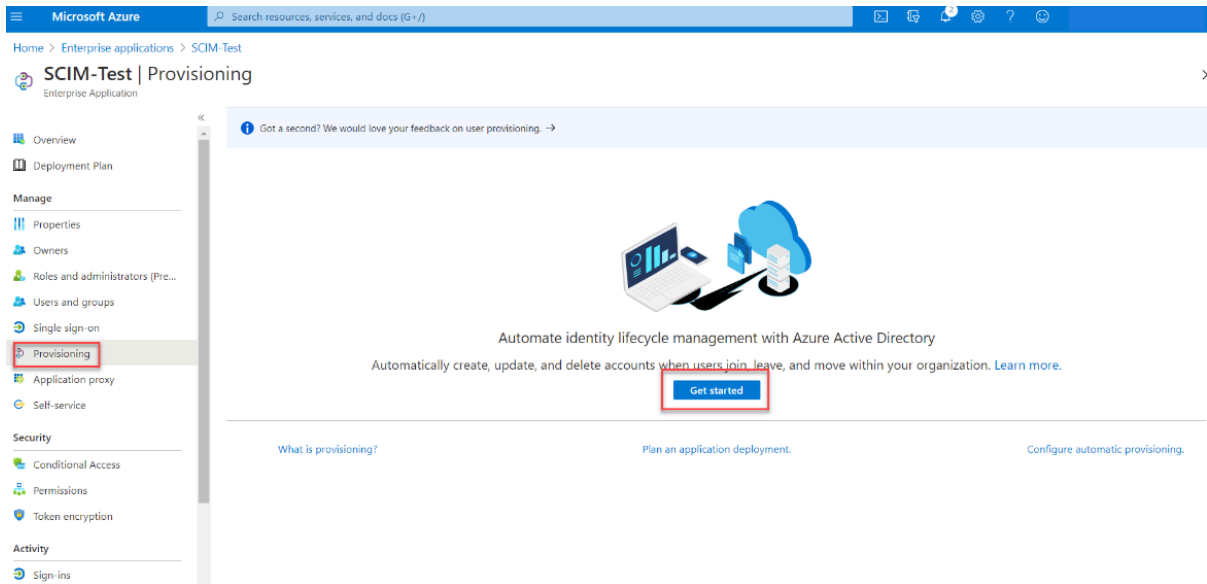 Microsoft Azure
Search resources, services, and docs (G+/)
2
Home > Enterprise applications > SCIM-Test
SCIM-Test | Provisioning
Enterprise Application
Got a second? We would love your feedback on user provisioning. →
Overview
Deployment Plan
Manage
Properties
Owners
Roles and administrators (Pre...
Users and groups
Single sign-on
Provisioning
Application proxy
Self-service
Security
Conditional Access
Permissions
Token encryption
Activity
Sign-ins
Automate identity lifecycle management with Azure Active Directory
Automatically create, update, and delete accounts when users join, leave, and move within your organization. Learn more.
Get started
What is provisioning?
Plan an application deployment.
Configure automatic provisioning.